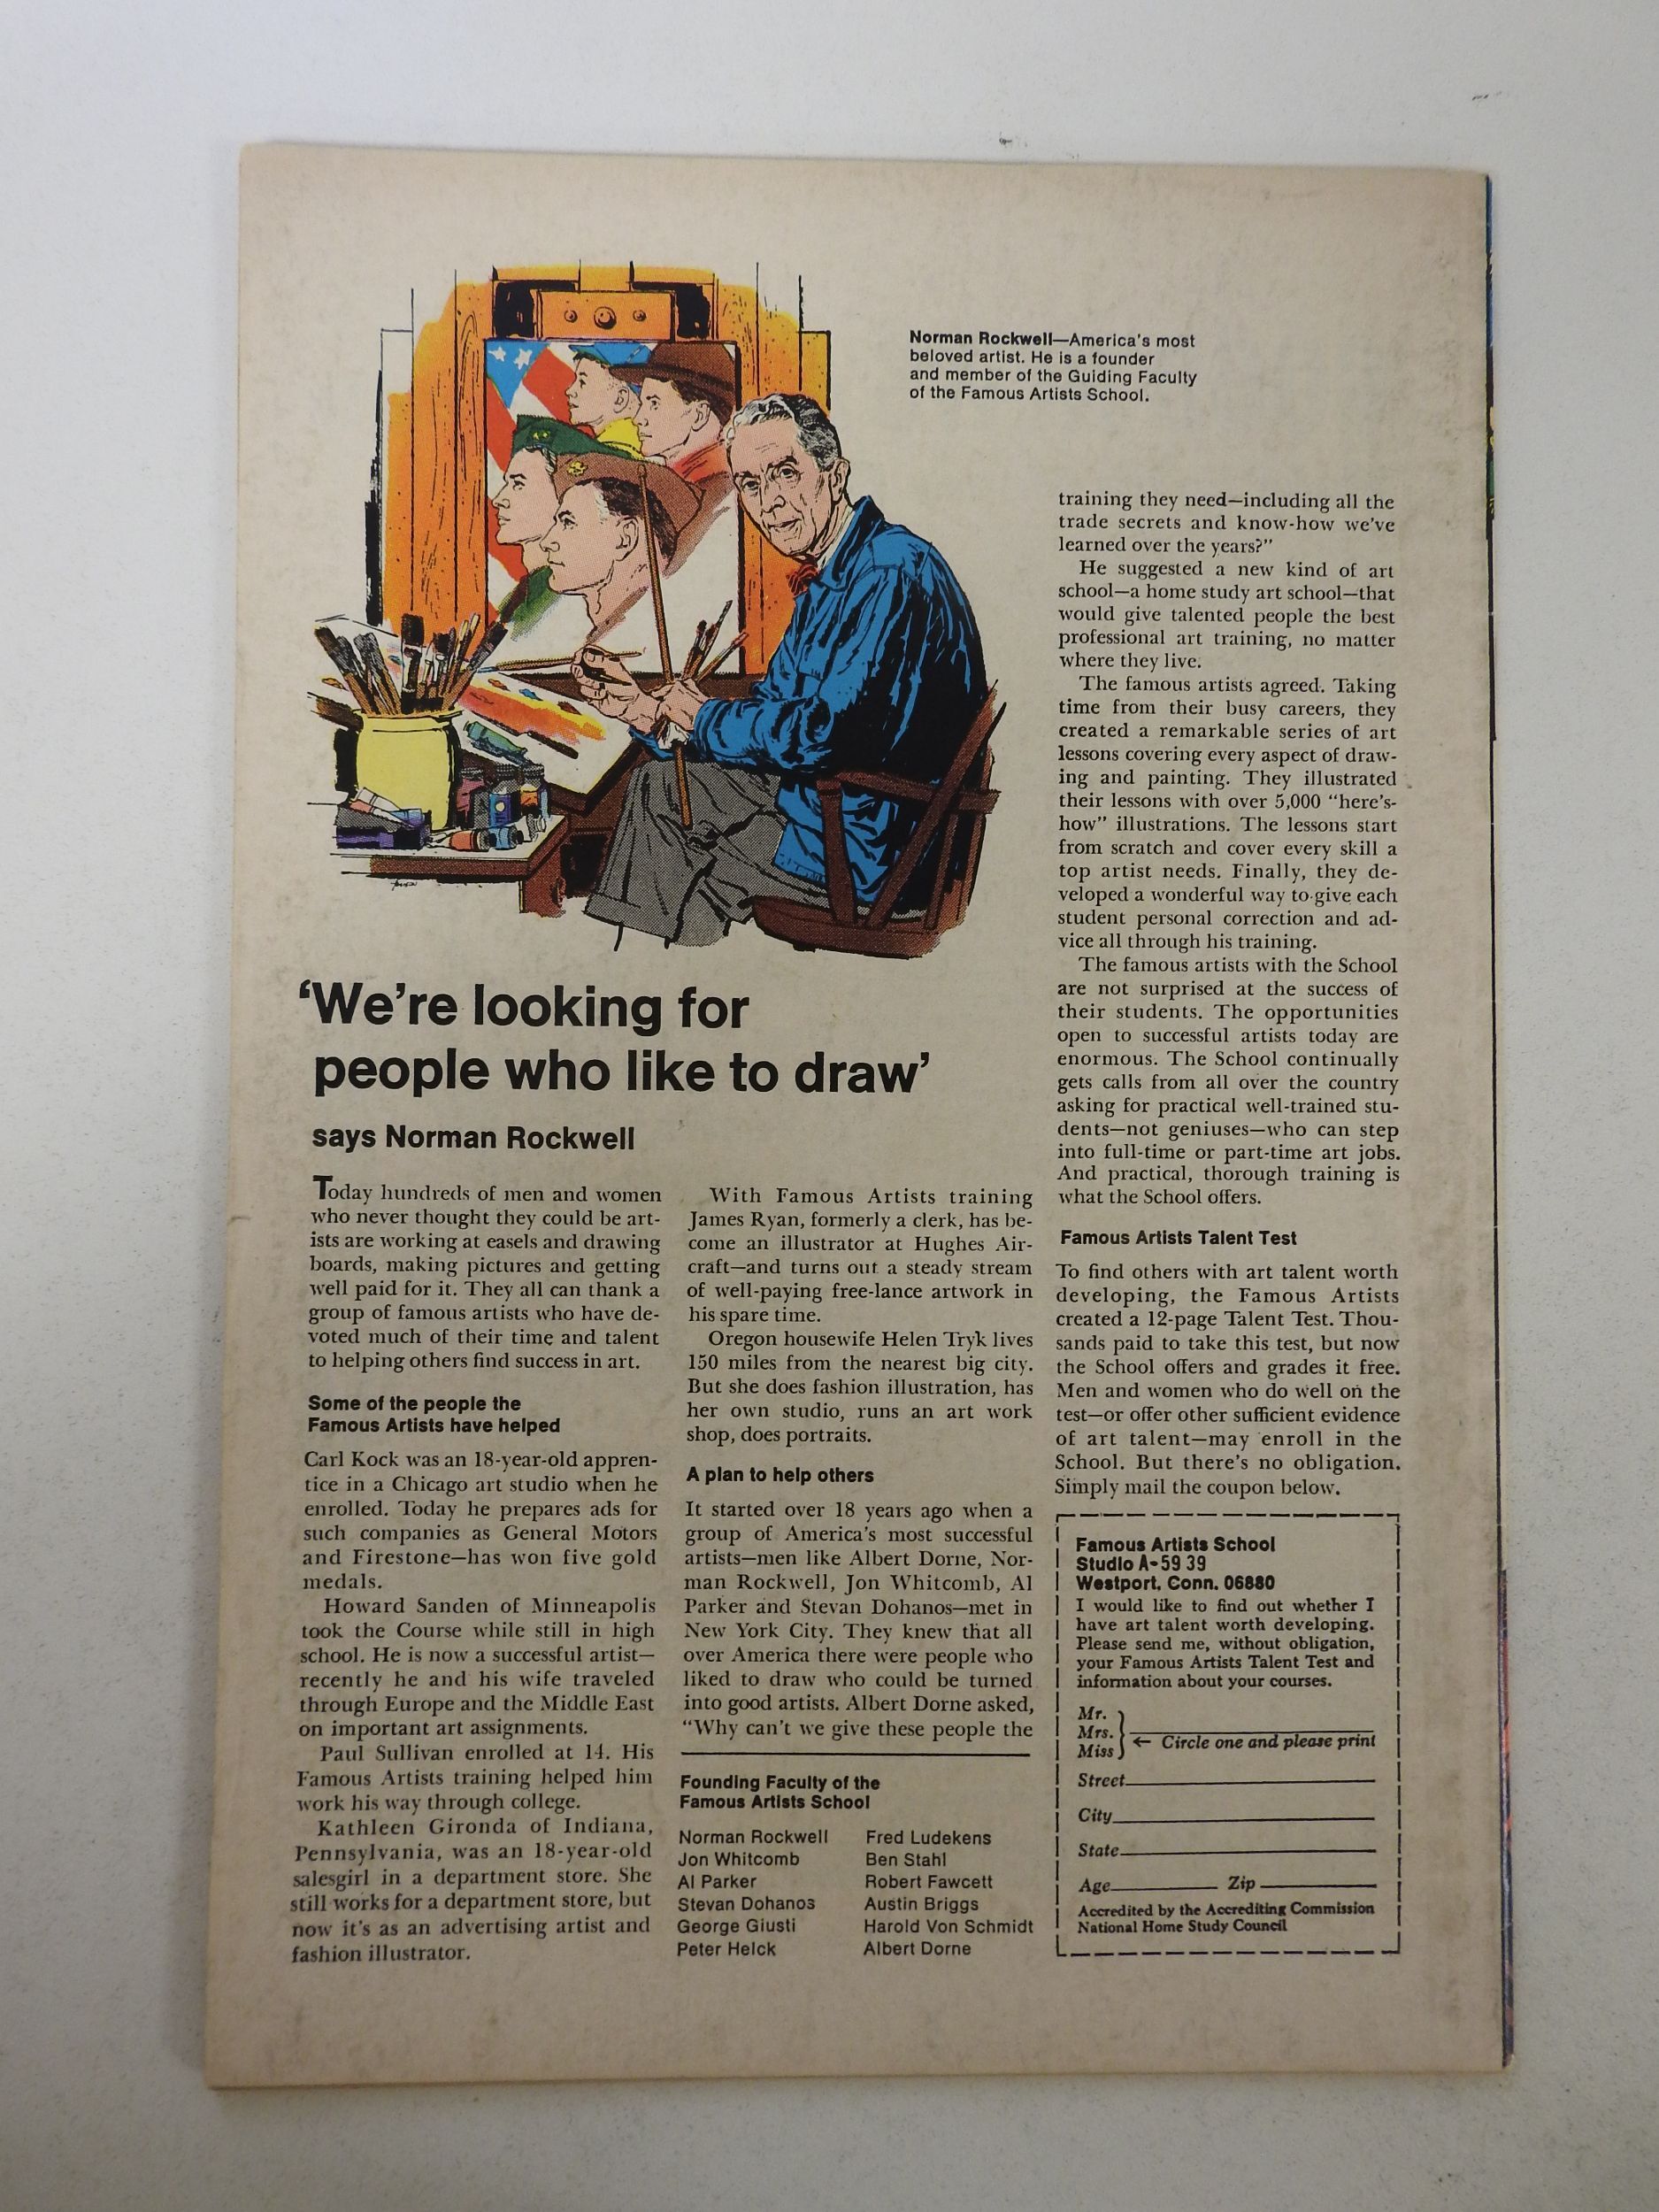 Norman Rockwell—America's most
beloved artist. He is a founder
and member of the Guiding Faculty
of the Famous Artists School.
'We're looking for
people who like to draw'
says Norman Rockwell
Today hundreds of men and women
who never thought they could be art-
ists are working at easels and drawing
boards, making pictures and getting
well paid for it. They all can thank a
group of famous artists who have de-
voted much of their time and talent
to helping others find success in art.
Some of the people the
Famous Artists have helped
Carl Kock was an 18-year-old appren-
tice in a Chicago art studio when he
enrolled. Today he prepares ads for
such companies as General Motors
and Firestone—has won five gold
medals.
Howard Sanden of Minneapolis
took the Course while still in high
school. He is now a successful artist—
recently he and his wife traveled
through Europe and the Middle East
on important art assignments.
Paul Sullivan enrolled at 14. His
Famous Artists training helped him
work his way through college.
Kathleen Gironda of Indiana,
Pennsylvania, was an 18-year-old
salesgirl in a department store. She
still works for a department store, but
now it's as an advertising artist and
fashion illustrator.
With Famous Artists training
James Ryan, formerly a clerk, has be-
come an illustrator at Hughes Air-
craft—and turns out a steady stream
of well-paying free-lance artwork in
his spare time.
Oregon housewife Helen Tryk lives
150 miles from the nearest big city.
But she does fashion illustration, has
her own studio, runs an art work
shop, does portraits.
A plan to help others
It started over 18 years ago when a
group of America's most successful
artists—men like Albert Dorne, Nor-
man Rockwell, Jon Whitcomb, Al
Parker and Stevan Dohanos—met in
New York City. They knew that all
over America there were people who
liked to draw who could be turned
into good artists. Albert Dorne asked,
"Why can't we give these people the
Founding Faculty of the
Famous Artists School
Norman Rockwell
Jon Whitcomb
Al Parker
Stevan Dohanos
George Giusti
Peter Helck
Fred Ludekens
Ben Stahl
Robert Fawcett
Austin Briggs
Harold Von Schmidt
Albert Dorne
training they need—including all the
trade secrets and know-how we've
learned over the years?"
He suggested a new kind of art
school—a home study art school—that
would give talented people the best
professional art training, no matter
where they live.
The famous artists agreed. Taking
time from their busy careers, they
created a remarkable series of art
lessons covering every aspect of draw-
ing and painting. They illustrated
their lessons with over 5,000 "here's-
how" illustrations. The lessons start
from scratch and cover every skill a
top artist needs. Finally, they de-
veloped a wonderful way to give each
student personal correction and ad-
vice all through his training.
The famous artists with the School
are not surprised at the success of
their students. The opportunities
open to successful artists today are
enormous. The School continually
gets calls from all over the country
asking for practical well-trained stu-
dents—not geniuses—who can step
into full-time or part-time art jobs.
And practical, thorough training is
what the School offers.
Famous Artists Talent Test
To find others with art talent worth
developing, the Famous Artists
created a 12-page Talent Test. Thou-
sands paid to take this test, but now
the School offers and grades it free.
Men and women who do well on the
test—or offer other sufficient evidence
of art talent—may enroll in the
School. But there's no obligation.
Simply mail the coupon below.
Famous Artists School
Studio A-59 39
Westport, Conn. 06880
I would like to find out whether I
have art talent worth developing.
Please send me, without obligation,
your Famous Artists Talent Test and
information about your courses.
Mr.
Mrs.
Miss
← Circle one and please print
Street
City
State
Age Zip
Accredited by the Accrediting Commission
National Home Study Council